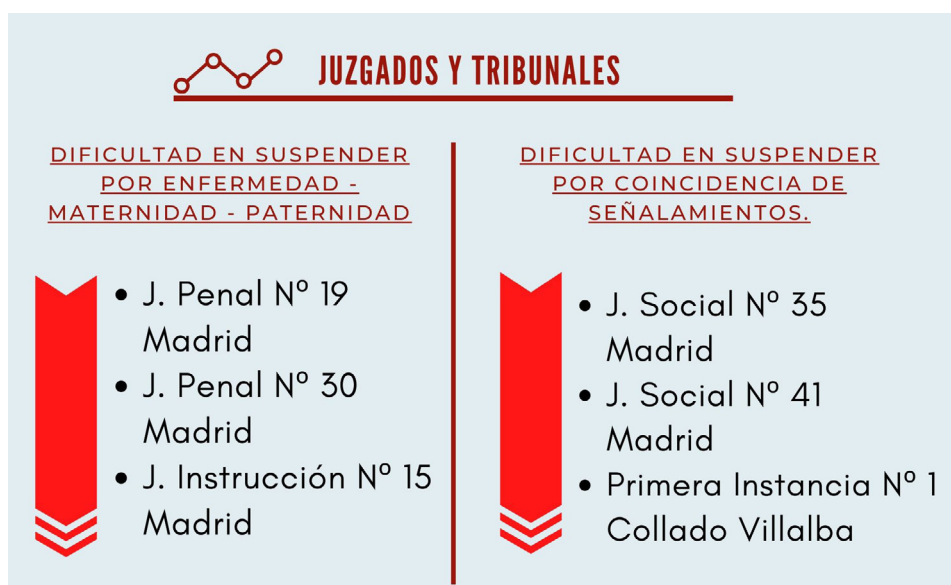 JUZGADOS Y TRIBUNALES
DIFICULTAD EN SUSPENDER
POR ENFERMEDAD -
MATERNIDAD - PATERNIDAD
• J. Penal Nº 19
Madrid
• J. Penal Nº 30
Madrid
• J. Instrucción Nº 15
Madrid
DIFICULTAD EN SUSPENDER
POR COINCIDENCIA DE
SEÑALAMIENTOS.
• J. Social Nº 35
Madrid
• J. Social Nº 41
Madrid
• Primera Instancia Nº 1
Collado Villalba